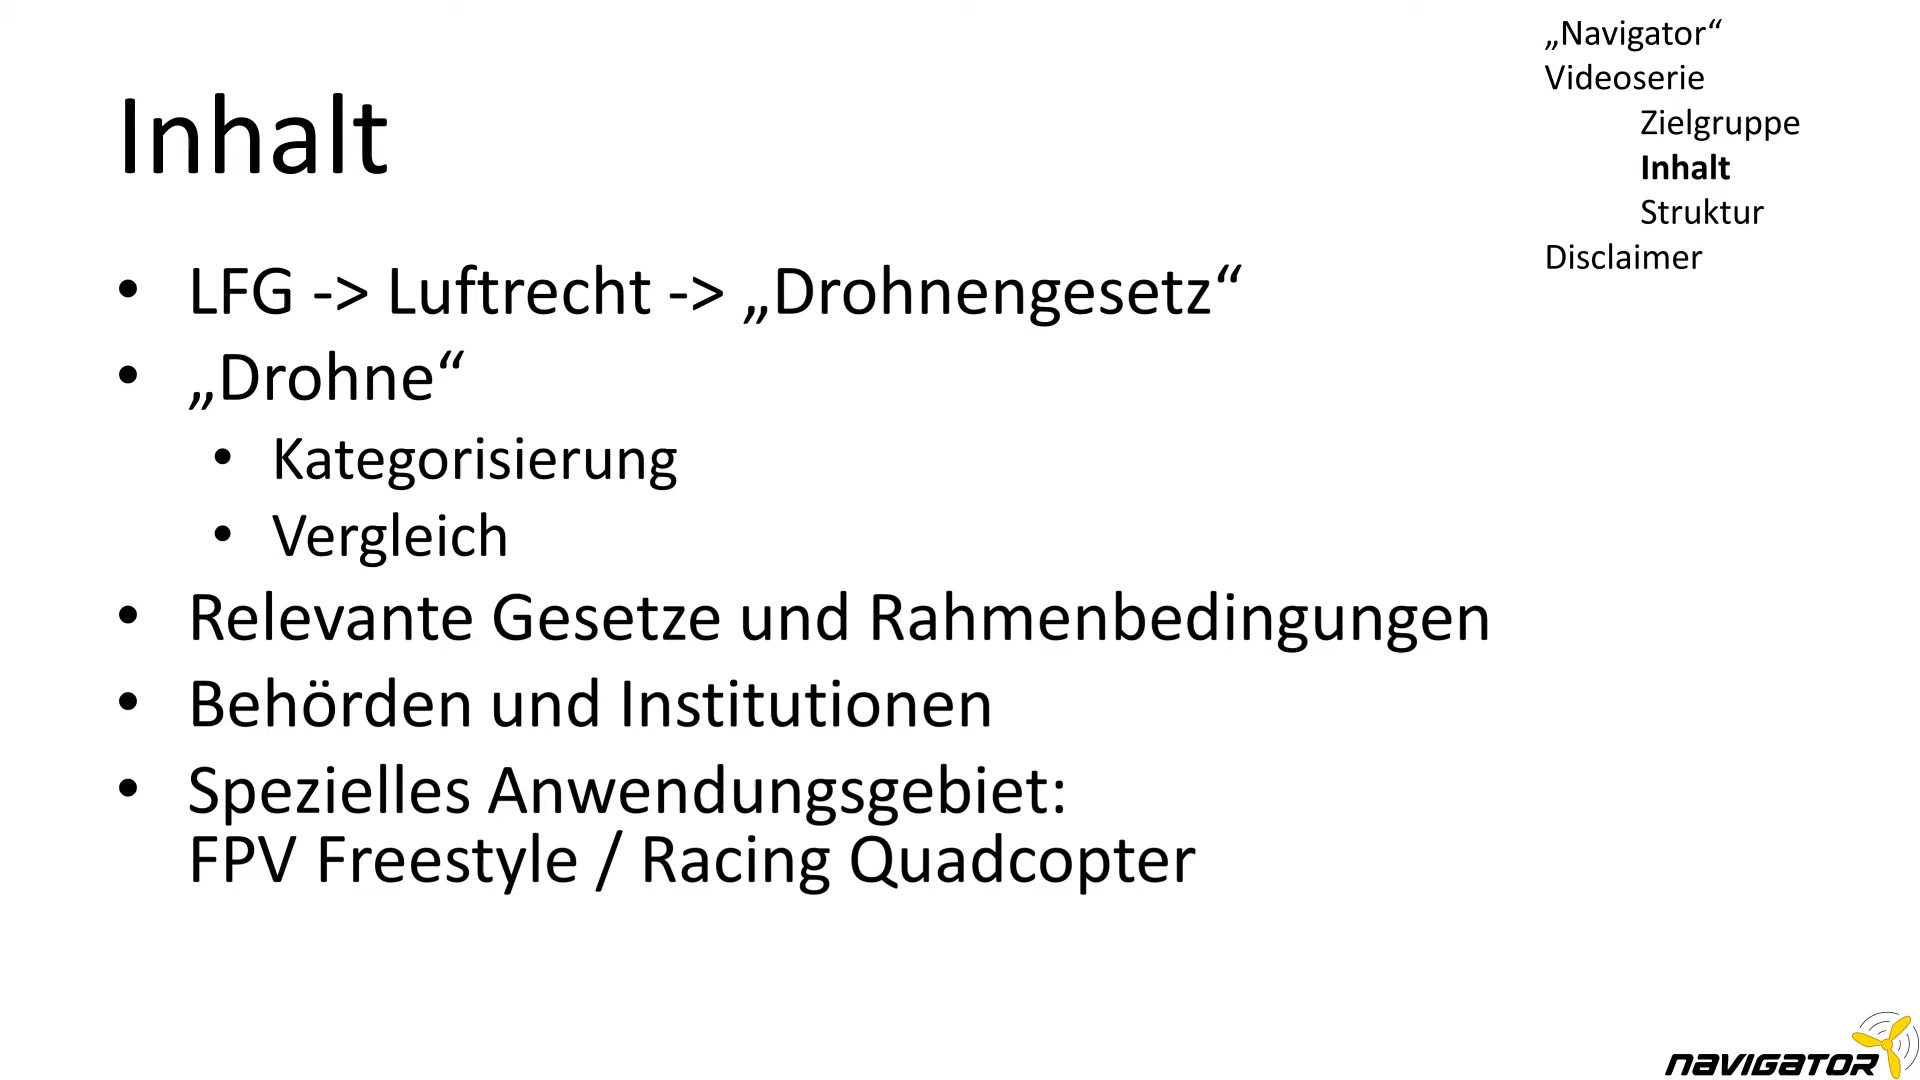 Inhalt
• LFG -> Luftrecht -> „Drohnengesetz“
• „Drohne“
• Kategorisierung
• Vergleich
• Relevante Gesetze und Rahmenbedingungen
• Behörden und Institutionen
• Spezielles Anwendungsgebiet:
FPV Freestyle / Racing Quadcopter
„Navigator“
Videoserie
Zielgruppe
Inhalt
Struktur
Disclaimer
NAVIGATOR